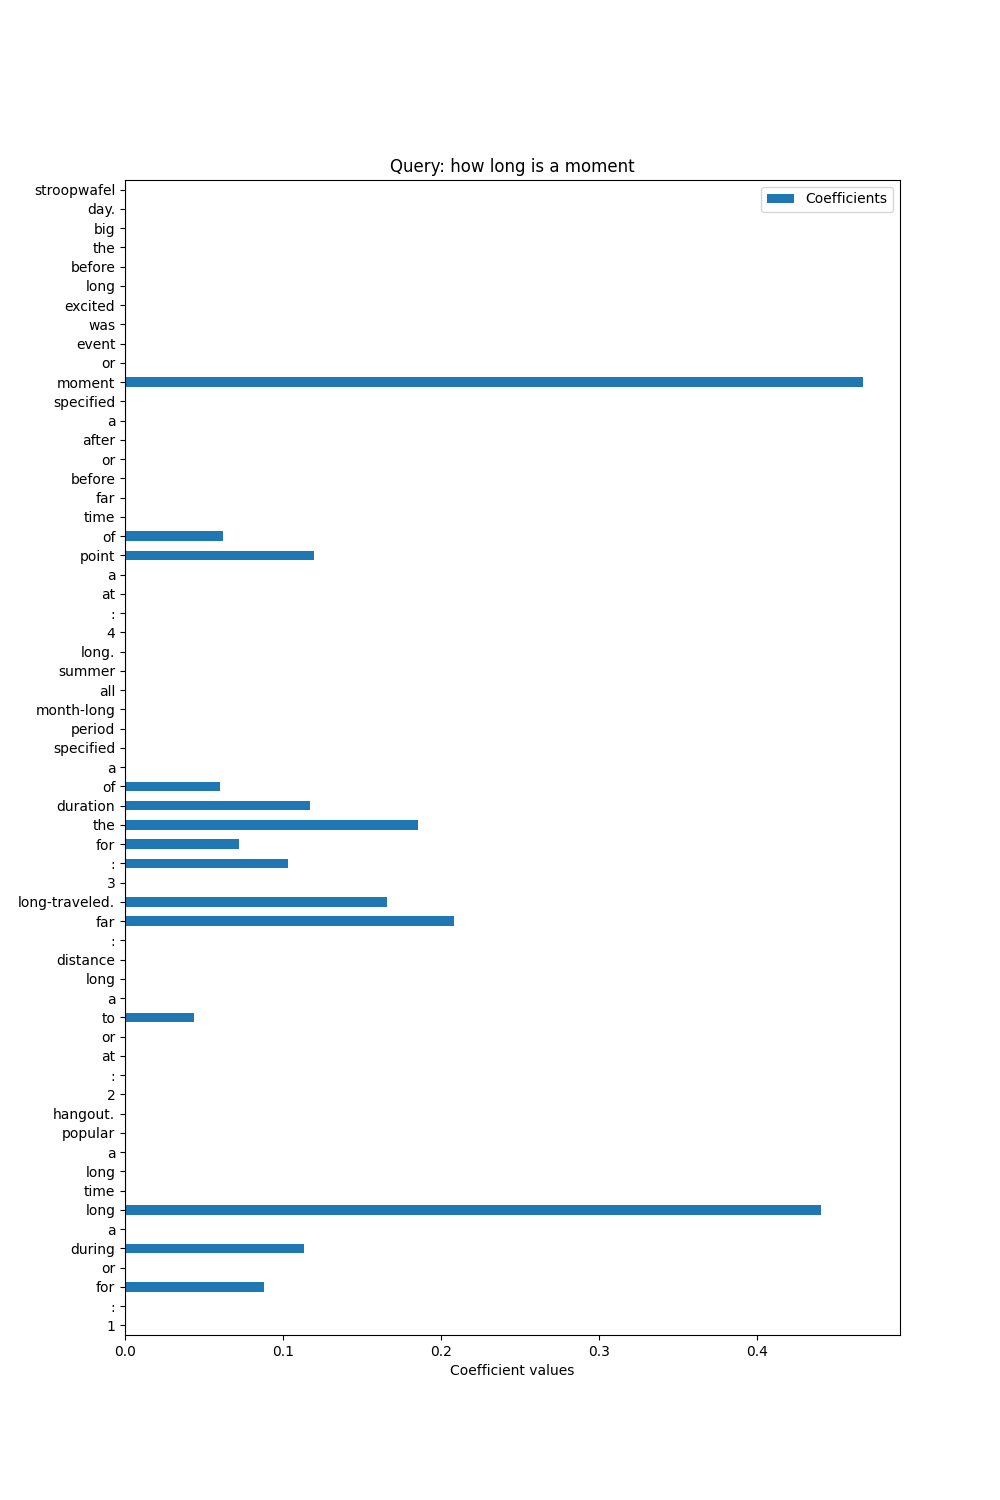 Query: how long is a moment
Coefficients
stroopwafel
day.
big
the
before
long
excited
was
event
or
moment
specified
a
after
or
before
far
time
of
point
a
at
:
4
long.
summer
all
month-long
period
specified
a
of
duration
the
for
:
3
long-traveled.
far
:
distance
long
a
to
or
at
:
2
hangout.
popular
a
long
time
long
a
during
or
for
:
1
0.0 0.1 0.2 0.3 0.4
Coefficient values